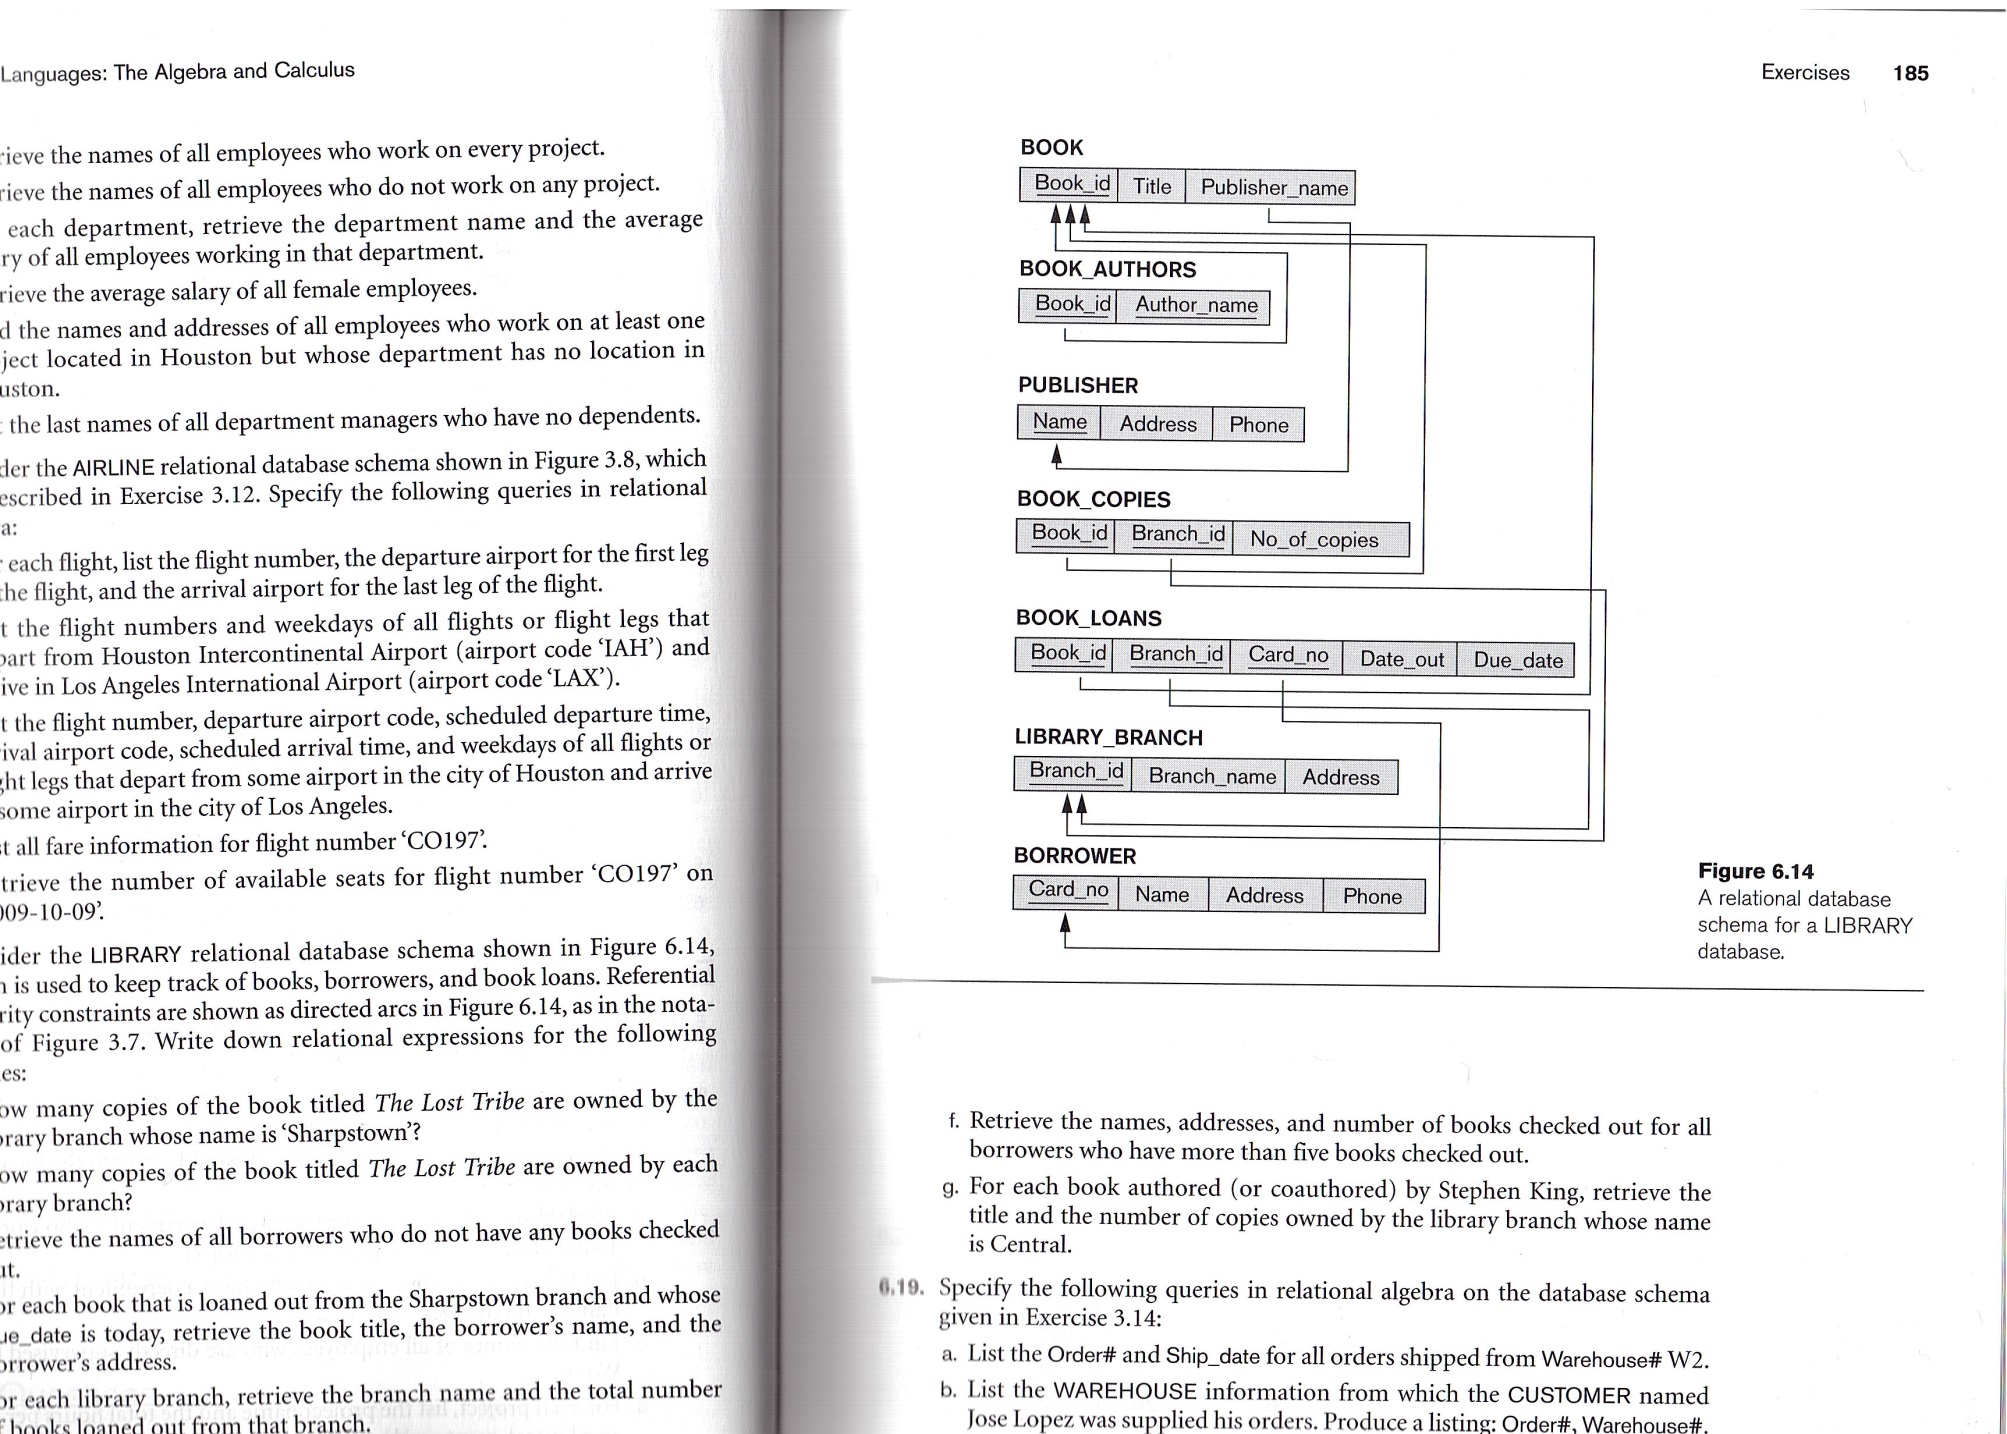 Languages: The Algebra and Calculus
rieve the names of all employees who work on every project.
rieve the names of all employees who do not work on any project.
each department, retrieve the department name and the average
ry of all employees working in that department.
rieve the average salary of all female employees.
d the names and addresses of all employees who work on at least one
ject located in Houston but whose department has no location in
uston.
the last names of all department managers who have no dependents.
der the AIRLINE relational database schema shown in Figure 3.8, which
escribed in Exercise 3.12. Specify the following queries in relational
a:
each flight, list the flight number, the departure airport for the first leg
the flight, and the arrival airport for the last leg of the flight.
t the flight numbers and weekdays of all flights or flight legs that
part from Houston Intercontinental Airport (airport code ‘IAH’) and
ive in Los Angeles International Airport (airport code ‘LAX’).
t the flight number, departure airport code, scheduled departure time,
ival airport code, scheduled arrival time, and weekdays of all flights or
ght legs that depart from some airport in the city of Houston and arrive
some airport in the city of Los Angeles.
t all fare information for flight number ‘CO197’.
trieve the number of available seats for flight number ‘CO197’ on
009-10-09’.
ider the LIBRARY relational database schema shown in Figure 6.14,
h is used to keep track of books, borrowers, and book loans. Referential
rity constraints are shown as directed arcs in Figure 6.14, as in the nota-
of Figure 3.7. Write down relational expressions for the following
es:
ow many copies of the book titled The Lost Tribe are owned by the
rary branch whose name is ‘Sharpstown’?
ow many copies of the book titled The Lost Tribe are owned by each
rary branch?
etrieve the names of all borrowers who do not have any books checked
ut.
or each book that is loaned out from the Sharpstown branch and whose
ue_date is today, retrieve the book title, the borrower’s name, and the
orrower’s address.
or each library branch, retrieve the branch name and the total number
f books loaned out from that branch.
Exercises 185
BOOK
Book_id Title Publisher_name
BOOK_AUTHORS
Book_id Author_name
PUBLISHER
Name Address Phone
BOOK_COPIES
Book_id Branch_id No_of_copies
BOOK_LOANS
Book_id Branch_id Card_no Date_out Due_date
LIBRARY_BRANCH
Branch_id Branch_name Address
BORROWER
Card_no Name Address Phone
Figure 6.14
A relational database
schema for a LIBRARY
database.
f. Retrieve the names, addresses, and number of books checked out for all
borrowers who have more than five books checked out.
g. For each book authored (or coauthored) by Stephen King, retrieve the
title and the number of copies owned by the library branch whose name
is Central.
6.19. Specify the following queries in relational algebra on the database schema
given in Exercise 3.14:
a. List the Order# and Ship_date for all orders shipped from Warehouse# W2.
b. List the WAREHOUSE information from which the CUSTOMER named
Jose Lopez was supplied his orders. Produce a listing: Order#, Warehouse#.